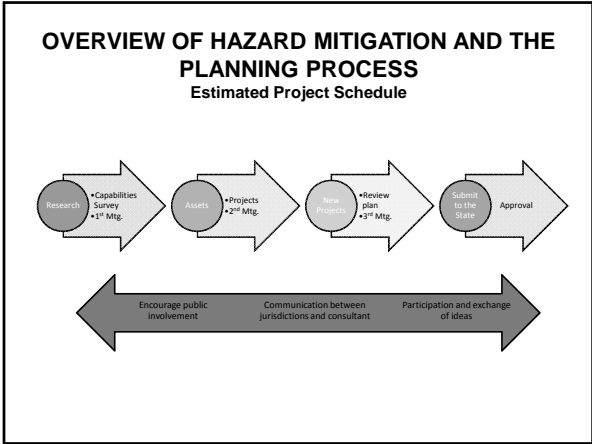 OVERVIEW OF HAZARD MITIGATION AND THE
PLANNING PROCESS
Estimated Project Schedule
Research
•Capabilities
Survey
•1st Mtg.
Assets
•Projects
•2nd Mtg.
New
Projects
•Review
plan
•3rd Mtg.
Submit
to the
State
Approval
Encourage public
involvement
Communication between
jurisdictions and consultant
Participation and exchange
of ideas